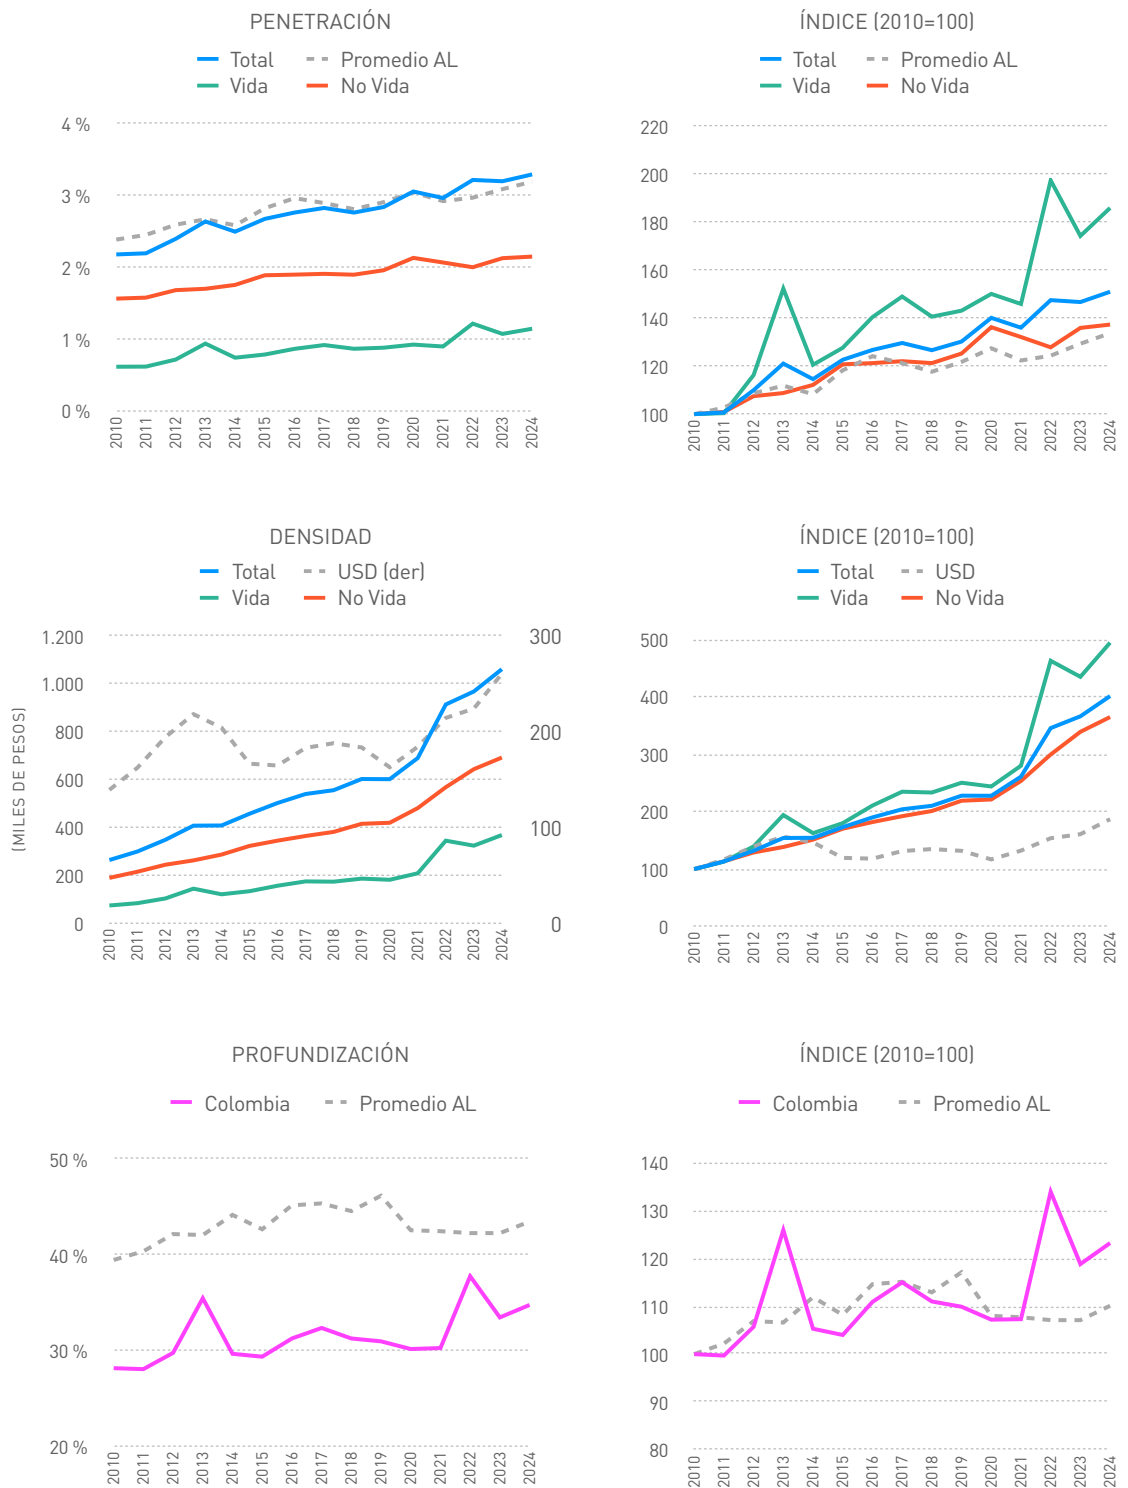 PENETRACIÓN
Total
Promedio AL
Vida
No Vida
4 %
3 %
2 %
1 %
0 %
2010 2011 2012 2013 2014 2015 2016 2017 2018 2019 2020 2021 2022 2023 2024
ÍNDICE (2010=100)
Total
Promedio AL
Vida
No Vida
220
200
180
160
140
120
100
2010 2011 2012 2013 2014 2015 2016 2017 2018 2019 2020 2021 2022 2023 2024
DENSIDAD
Total
USD (der)
Vida
No Vida
(MILES DE PESOS)
1.200
1.000
800
600
400
200
0
300
200
100
0
2010 2011 2012 2013 2014 2015 2016 2017 2018 2019 2020 2021 2022 2023 2024
ÍNDICE (2010=100)
Total
USD
Vida
No Vida
500
400
300
200
100
0
2010 2011 2012 2013 2014 2015 2016 2017 2018 2019 2020 2021 2022 2023 2024
PROFUNDIZACIÓN
Colombia
Promedio AL
50 %
40 %
30 %
20 %
2010 2011 2012 2013 2014 2015 2016 2017 2018 2019 2020 2021 2022 2023 2024
ÍNDICE (2010=100)
Colombia
Promedio AL
140
130
120
110
100
90
80
2010 2011 2012 2013 2014 2015 2016 2017 2018 2019 2020 2021 2022 2023 2024